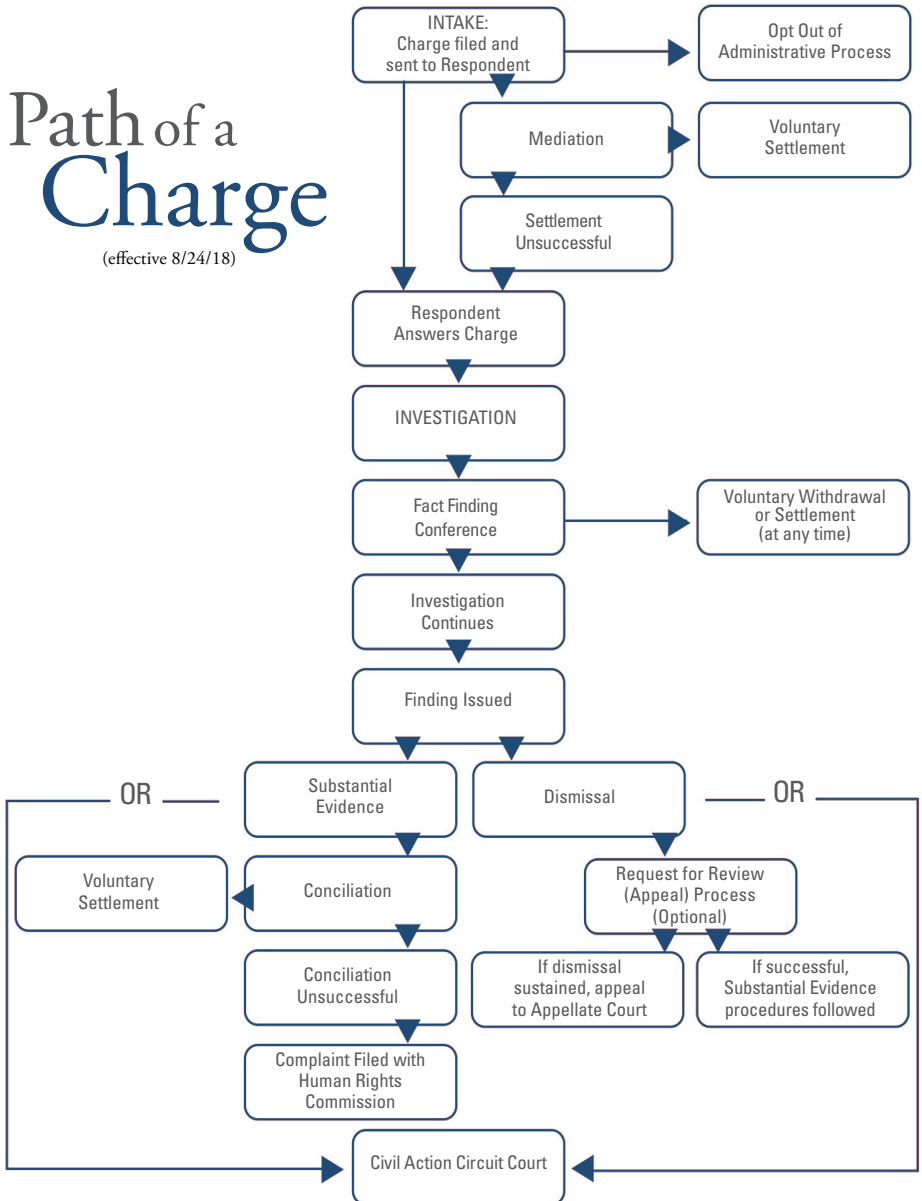 Path of a
Charge
(effective 8/24/18)
INTAKE:
Charge filed and
sent to Respondent
Opt Out of
Administrative Process
Mediation
Voluntary
Settlement
Settlement
Unsuccessful
Respondent
Answers Charge
INVESTIGATION
Fact Finding
Conference
Voluntary Withdrawal
or Settlement
(at any time)
Investigation
Continues
Finding Issued
OR
Substantial
Evidence
Dismissal
OR
Voluntary
Settlement
Conciliation
Request for Review
(Appeal) Process
(Optional)
Conciliation
Unsuccessful
If dismissal
sustained, appeal
to Appellate Court
If successful,
Substantial Evidence
procedures followed
Complaint Filed with
Human Rights
Commission
Civil Action Circuit Court